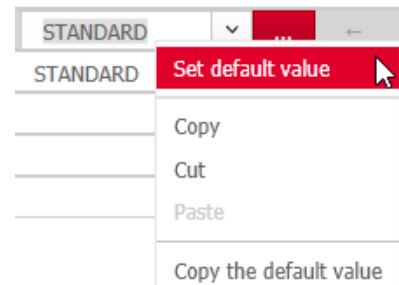 STANDARD ... ←
STANDARD
Set default value
Copy
Cut
Paste
Copy the default value